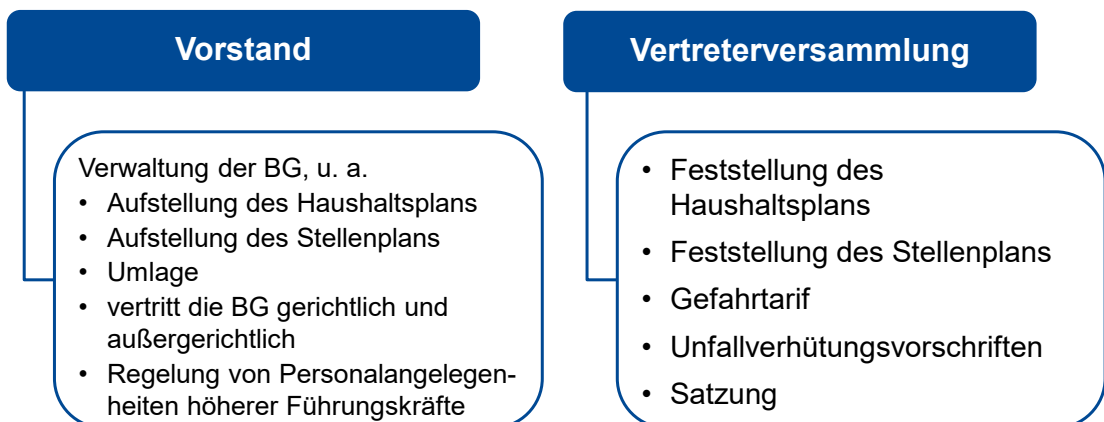 Vorstand
Verwaltung der BG, u. a.
• Aufstellung des Haushaltsplans
• Aufstellung des Stellenplans
• Umlage
• vertritt die BG gerichtlich und
außergerichtlich
• Regelung von Personalangelegen-
heiten höherer Führungskräfte
Vertreterversammlung
• Feststellung des
Haushaltsplans
• Feststellung des Stellenplans
• Gefahrtarif
• Unfallverhütungsvorschriften
• Satzung